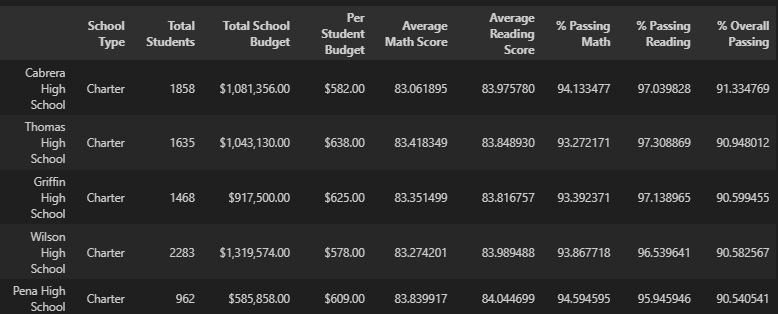 School Type Total Students Total School Budget Per Student Budget Average Math Score Average Reading Score % Passing Math % Passing Reading % Overall Passing
Cabrera High School Charter 1858 $1,081,356.00 $582.00 83.061895 83.975780 94.133477 97.039828 91.334769
Thomas High School Charter 1635 $1,043,130.00 $638.00 83.418349 83.848930 93.272171 97.308869 90.948012
Griffin High School Charter 1468 $917,500.00 $625.00 83.351499 83.816757 93.392371 97.138965 90.599455
Wilson High School Charter 2283 $1,319,574.00 $578.00 83.274201 83.989488 93.867718 96.539641 90.582567
Pena High School Charter 962 $585,858.00 $609.00 83.839917 84.044699 94.594595 95.945946 90.540541